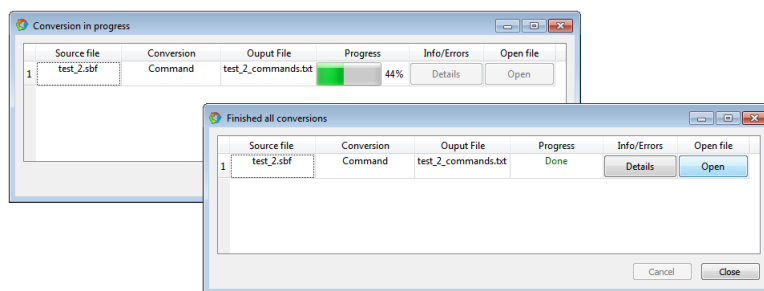 Conversion in progress
Source file Conversion Ouput File Progress Info/Errors Open file
1 test_2.sbf Command test_2_commands.txt 44% Details Open
Finished all conversions
Source file Conversion Ouput File Progress Info/Errors Open file
1 test_2.sbf Command test_2_commands.txt Done Details Open
Cancel Close